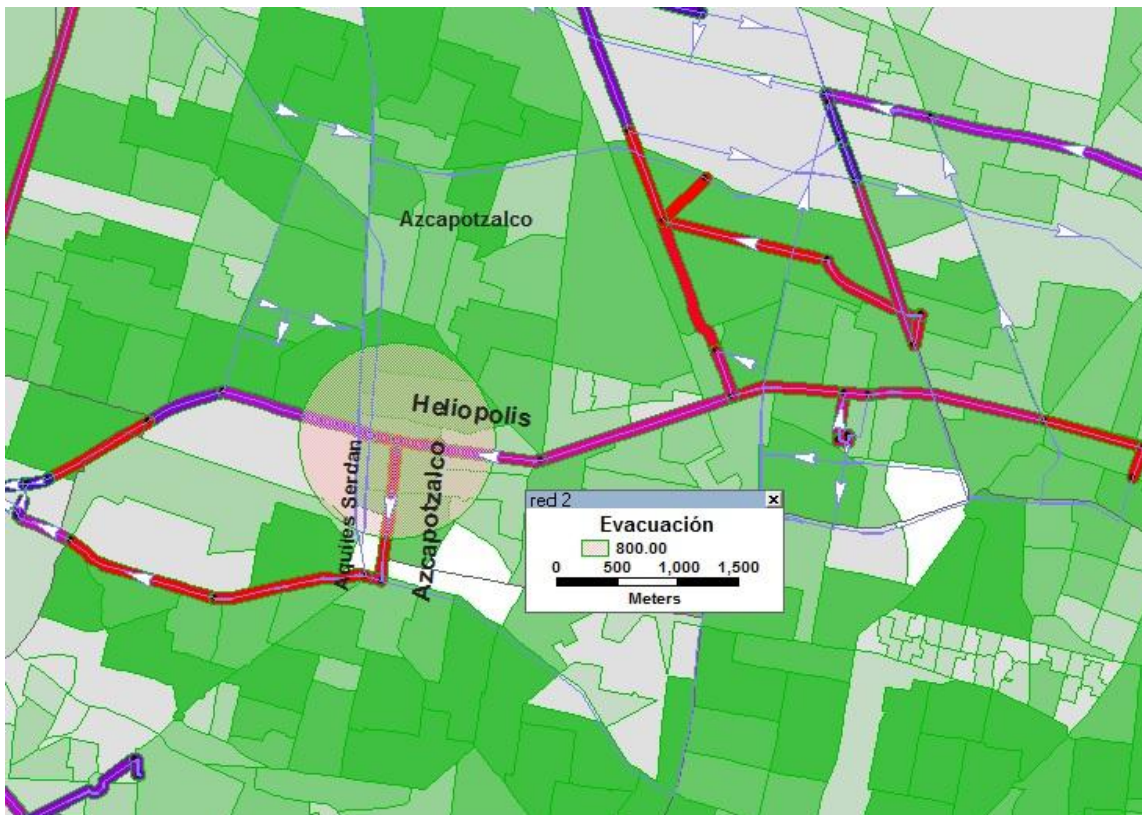 Azcapotzalco
Heliopolis
Aquiles Serdan
Azcapotzalco
red 2
x
Evacuación
800.00
0 500 1,000 1,500
Meters